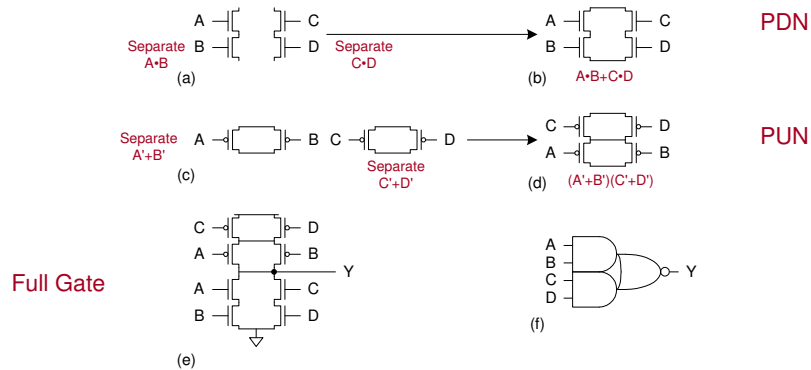 A
C
PDN
Separate
A•B
B
D
Separate
C•D
(a)
A
C
B
D
(b)
A•B+C•D
Separate
A'+B'
A
B
C
D
Separate
C'+D'
(c)
C
D
PUN
A
B
(d)
(A'+B')(C'+D')
Full Gate
C
D
A
B
Y
A
C
B
D
(e)
A
B
C
D
Y
(f)